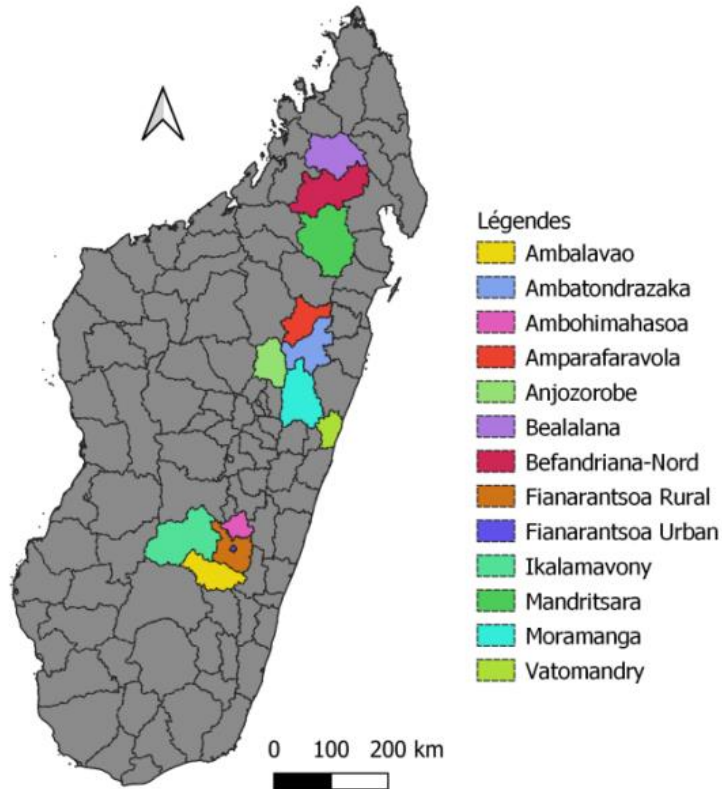 Légendes
Ambalavao
Ambatondrazaka
Ambohimahasoa
Amparafaravola
Anjozorobe
Bealalana
Befandriana-Nord
Fianarantsoa Rural
Fianarantsoa Urban
Ikalamavony
Mandritsara
Moramanga
Vatomandry
0 100 200 km